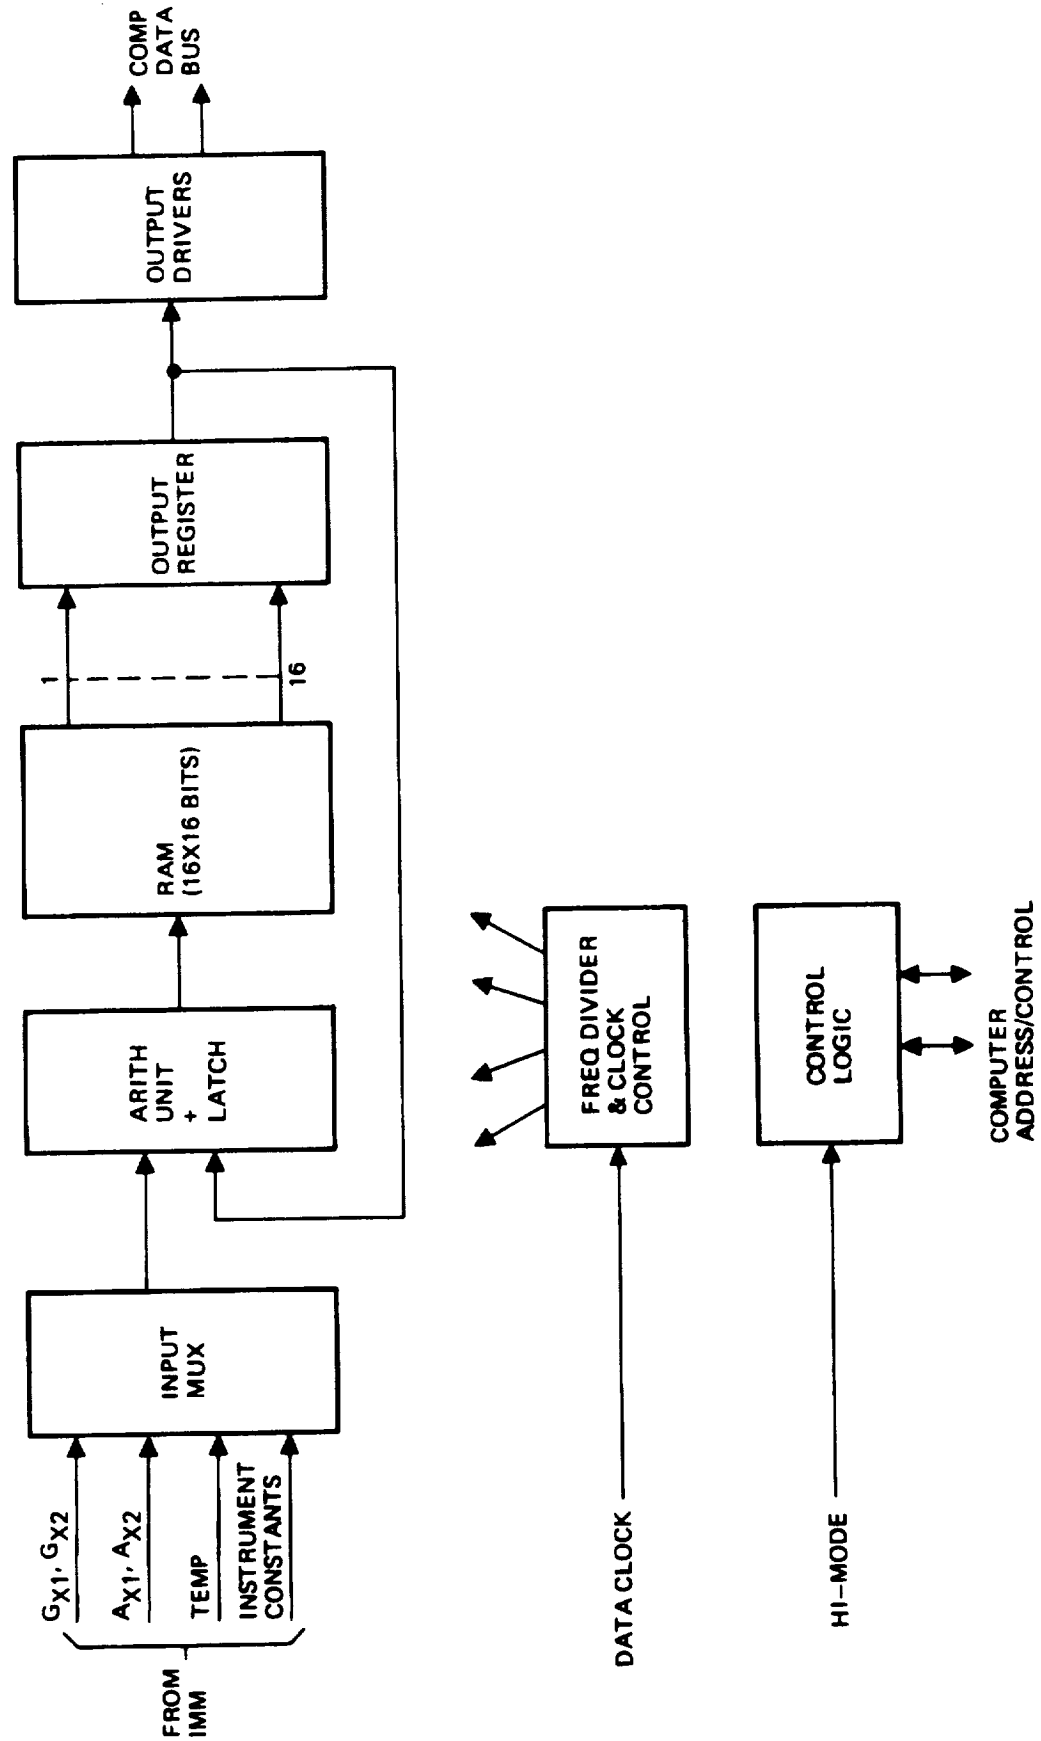 FROM
IMM
GX1, GX2
AX1, AX2
TEMP
INSTRUMENT
CONSTANTS
INPUT
MUX
ARITH
UNIT
+
LATCH
RAM
(16X16 BITS)
1
16
OUTPUT
REGISTER
OUTPUT
DRIVERS
COMP
DATA
BUS
DATA CLOCK
FREQ DIVIDER
& CLOCK
CONTROL
HI-MODE
CONTROL
LOGIC
COMPUTER
ADDRESS/CONTROL